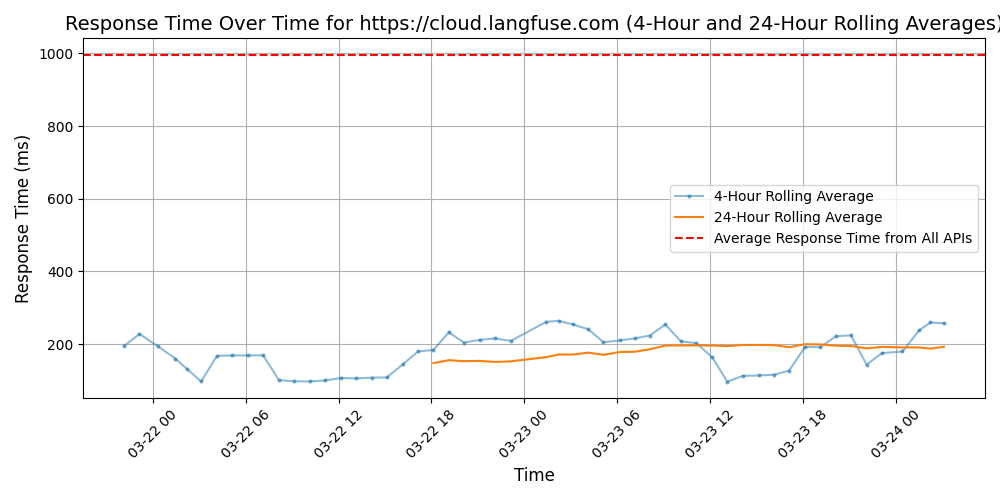 Response Time Over Time for https://cloud.langfuse.com (4-Hour and 24-Hour Rolling Averages)
Response Time (ms)
1000
800
600
400
200
4-Hour Rolling Average
24-Hour Rolling Average
Average Response Time from All APIs
03-22 00
03-22 06
03-22 12
03-22 18
03-23 00
03-23 06
03-23 12
03-23 18
03-24 00
Time